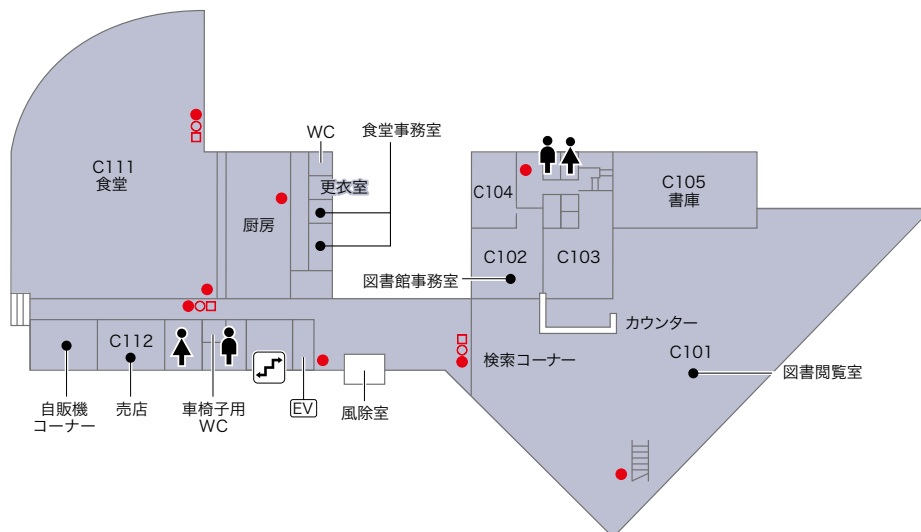 WC
食堂事務室
C111
食堂
更衣室
厨房
C104
C105
書庫
C102
C103
図書館事務室
カウンター
C101
図書閲覧室
検索コーナー
C112
自販機
コーナー
売店
車椅子用
WC
EV
風除室